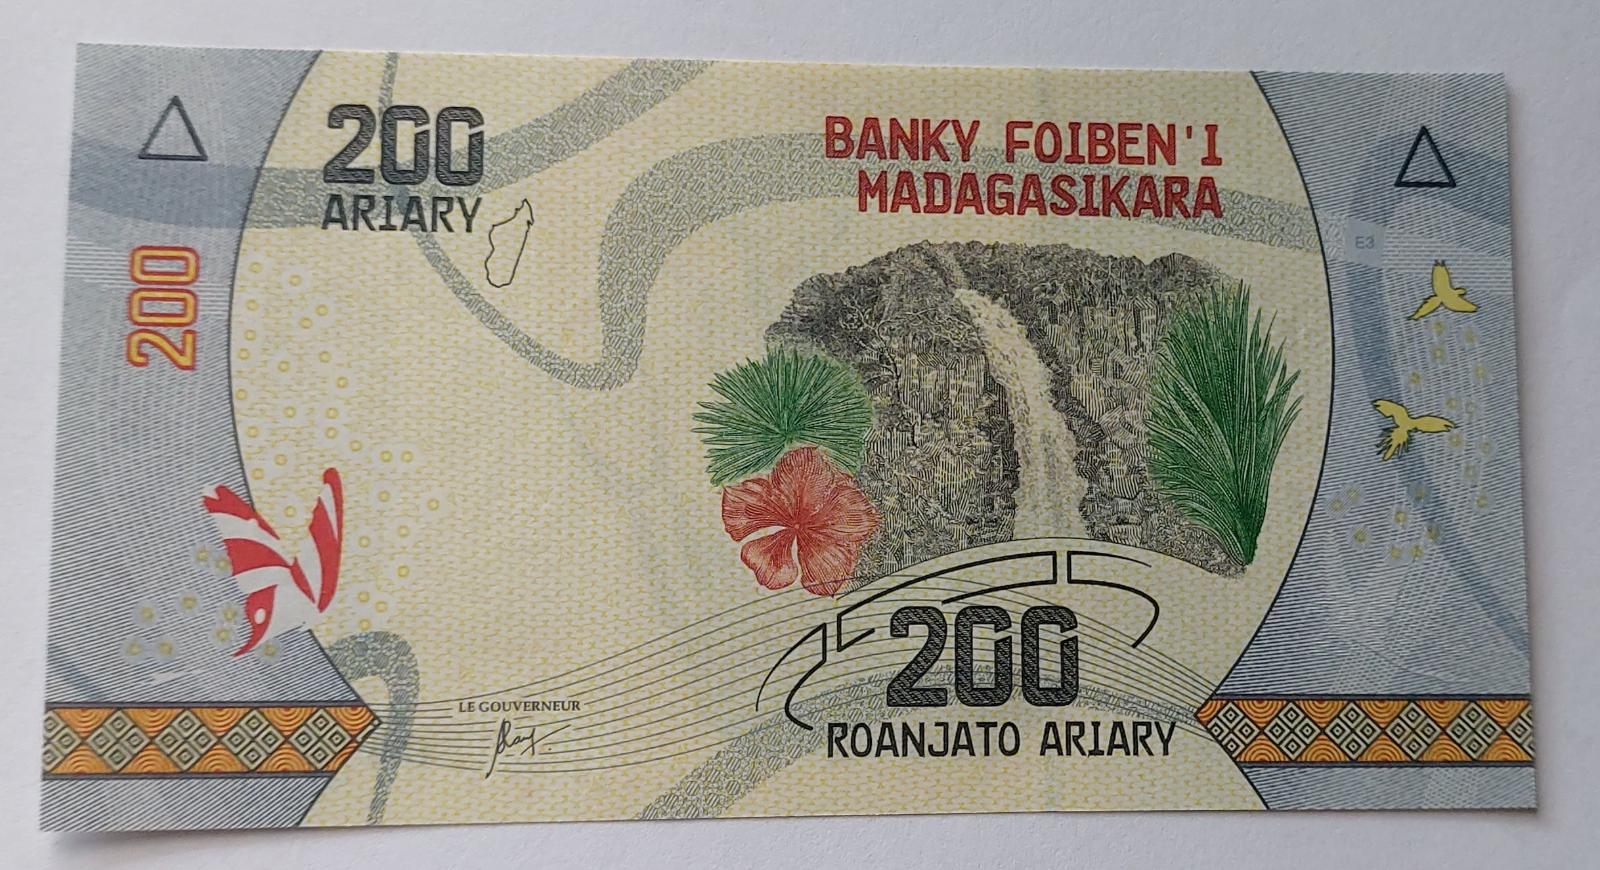 200
ARIARY
BANKY FOIBEN'I
MADAGASIKARA
E3
200
LE GOUVERNEUR
200
ROANJATO ARIARY